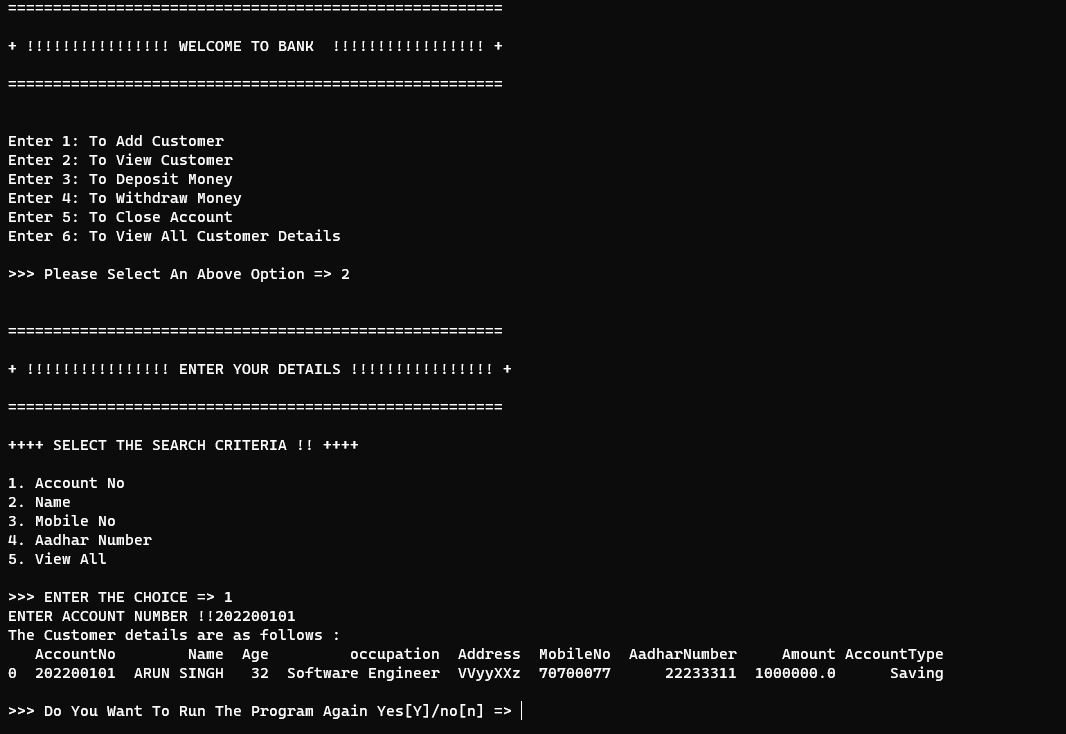 =======================================================
+ !!!!!!!!!!!!!!!! WELCOME TO BANK  !!!!!!!!!!!!!!!!! +
=======================================================
Enter 1: To Add Customer
Enter 2: To View Customer
Enter 3: To Deposit Money
Enter 4: To Withdraw Money
Enter 5: To Close Account
Enter 6: To View All Customer Details
>>> Please Select An Above Option => 2
=======================================================
+ !!!!!!!!!!!!!!!! ENTER YOUR DETAILS !!!!!!!!!!!!!!!! +
=======================================================
++++ SELECT THE SEARCH CRITERIA !! ++++
1. Account No
2. Name
3. Mobile No
4. Aadhar Number
5. View All
>>> ENTER THE CHOICE => 1
ENTER ACCOUNT NUMBER !!202200101
The Customer details are as follows :
   AccountNo        Name  Age         occupation  Address  MobileNo  AadharNumber     Amount AccountType
0  202200101  ARUN SINGH   32  Software Engineer  VVyyXXz  70700077      22233311  1000000.0      Saving
>>> Do You Want To Run The Program Again Yes[Y]/no[n] =>